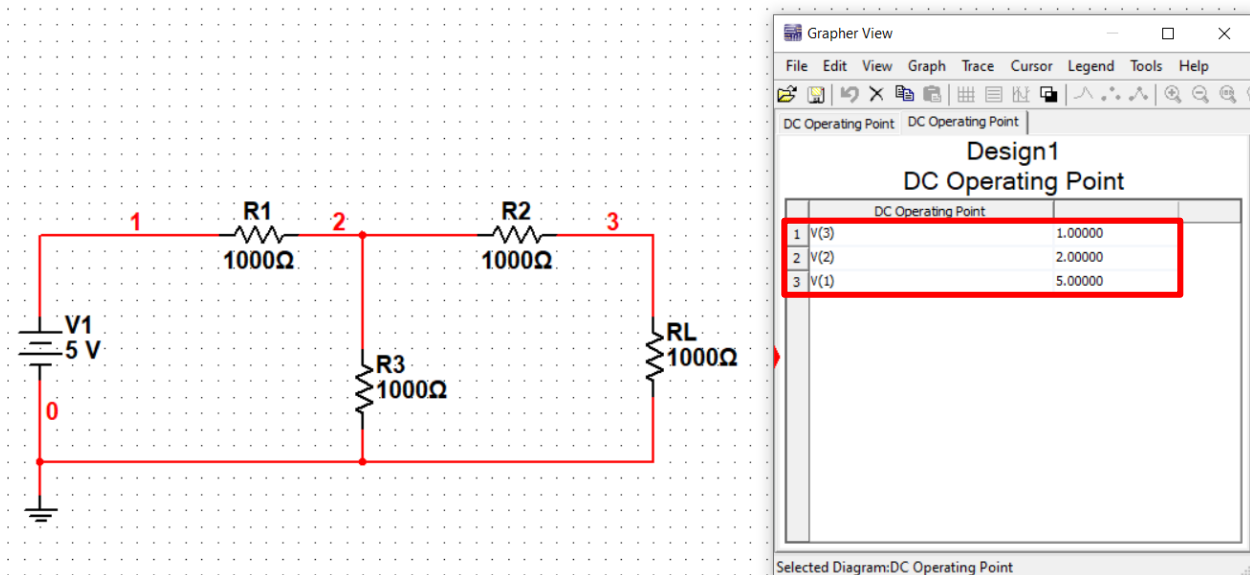 1
R1
1000Ω
2
R2
1000Ω
3
V1
5 V
0
R3
1000Ω
RL
1000Ω
Grapher View
File Edit View Graph Trace Cursor Legend Tools Help
DC Operating Point DC Operating Point
Design1
DC Operating Point
DC Operating Point
1 V(3) 1.00000
2 V(2) 2.00000
3 V(1) 5.00000
Selected Diagram:DC Operating Point